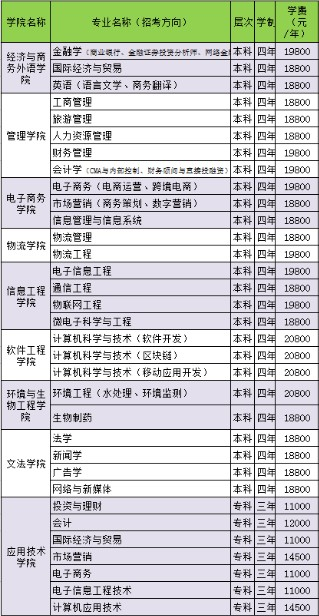 学院名称 专业名称（招考方向） 层次 学制 学费（元/年）
经济与商务外语学院 金融学（商业银行、金融证券投资分析师、网络金 本科 四年 19800
国际经济与贸易 本科 四年 18800
英语（语言文学、商务翻译） 本科 四年 18800
管理学院 工商管理 本科 四年 18800
旅游管理 本科 四年 18800
人力资源管理 本科 四年 18800
财务管理 本科 四年 19800
会计学（CMA与内部控制、财务顾问与直接投融资） 本科 四年 19800
电子商务学院 电子商务（电商运营、跨境电商） 本科 四年 19800
市场营销（商务策划、数字营销） 本科 四年 18800
信息管理与信息系统 本科 四年 18800
物流学院 物流管理 本科 四年 18800
物流工程 本科 四年 19800
信息工程学院 电子信息工程 本科 四年 19800
通信工程 本科 四年 18800
物联网工程 本科 四年 19800
微电子科学与工程 本科 四年 18800
软件工程学院 计算机科学与技术（软件开发） 本科 四年 20800
计算机科学与技术（区块链） 本科 四年 20800
计算机科学与技术（移动应用开发） 本科 四年 20800
环境与生物工程学院 环境工程（水处理、环境监测） 本科 四年 20800
生物制药 本科 四年 18800
文法学院 法学 本科 四年 18800
新闻学 本科 四年 18800
广告学 本科 四年 18800
网络与新媒体 本科 四年 18800
应用技术学院 投资与理财 专科 三年 11000
会计 专科 三年 12000
国际经济与贸易 专科 三年 11000
市场营销 专科 三年 14500
电子商务 专科 三年 11000
电子信息工程技术 专科 三年 11000
计算机应用技术 专科 三年 14500